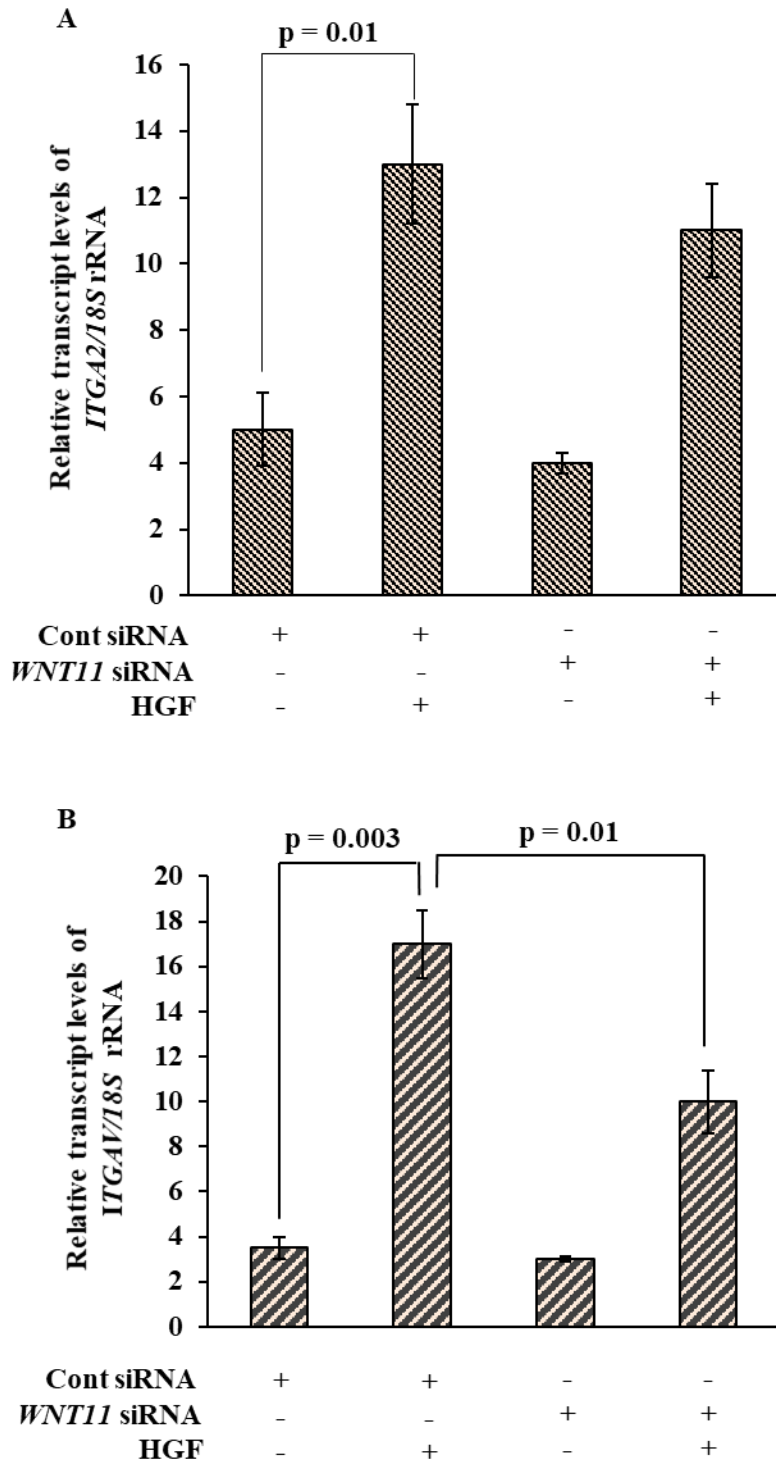 A
p = 0.01
Relative transcript levels of
ITGA2/18S rRNA
16
14
12
10
8
6
4
2
0
Cont siRNA + + - -
WNT11 siRNA - - + +
HGF - + - +
B
p = 0.003
p = 0.01
Relative transcript levels of
ITGAV/18S rRNA
20
18
16
14
12
10
8
6
4
2
0
Cont siRNA + + - -
WNT11 siRNA - - + +
HGF - + - +